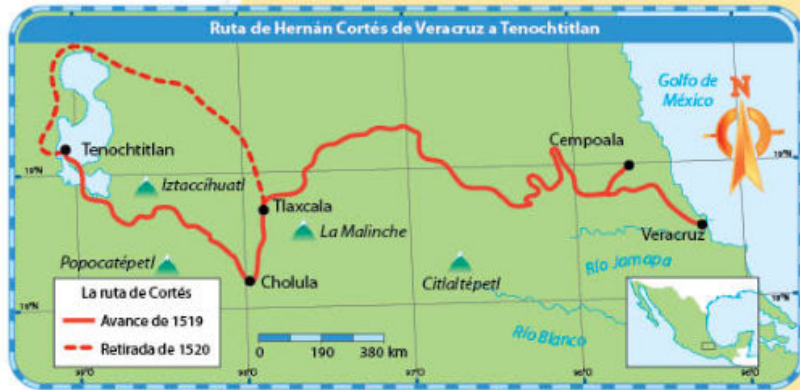 Ruta de Hernán Cortés de Veracruz a Tenochtitlan
Golfo de
México
N
Cempoala
Tenochtitlan
19°N
19°N
Iztaccíhuatl
Tlaxcala
La Malinche
Veracruz
Popocatépetl
Cholula
Citlaltépetl
Río Jamapa
La ruta de Cortés
Avance de 1519
Retirada de 1520
0 190 380 km
Río Blanco